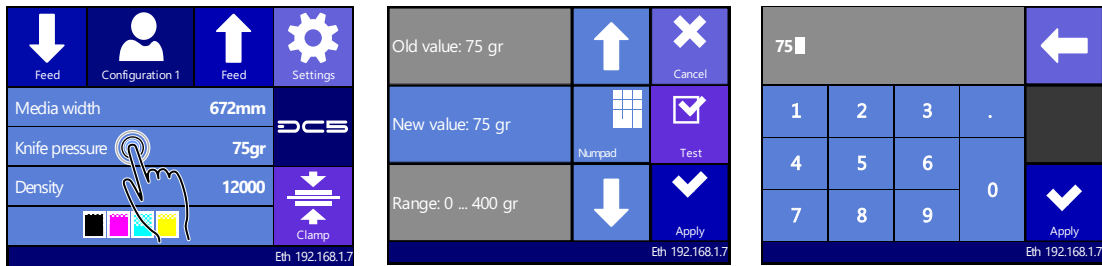 Feed
Configuration 1
Feed
Settings
Media width 672mm
DC5
Knife pressure 75gr
Density 12000
Clamp
Eth 192.168.1.7
Old value: 75 gr
Cancel
New value: 75 gr
Numpad
Test
Range: 0 ... 400 gr
Apply
Eth 192.168.1.7
75
1 2 3 .
4 5 6
0
7 8 9
Apply
Eth 192.168.1.7